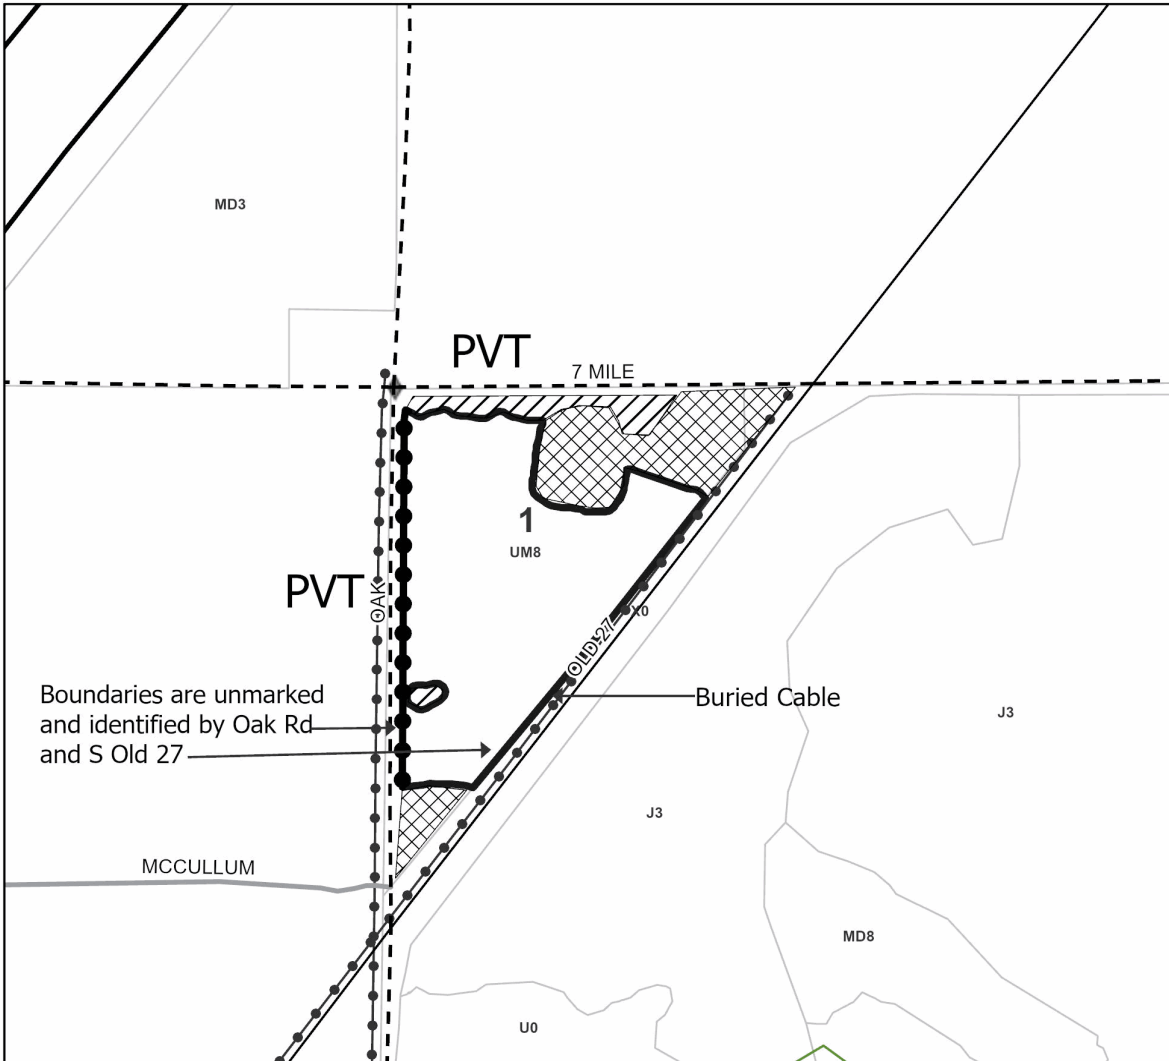 MD3
PVT
7 MILE
1
UM8
PVT
OAK
X0
OLD 27
Boundaries are unmarked
and identified by Oak Rd
and S Old 27
Buried Cable
J3
J3
MCCULLUM
MD8
U0